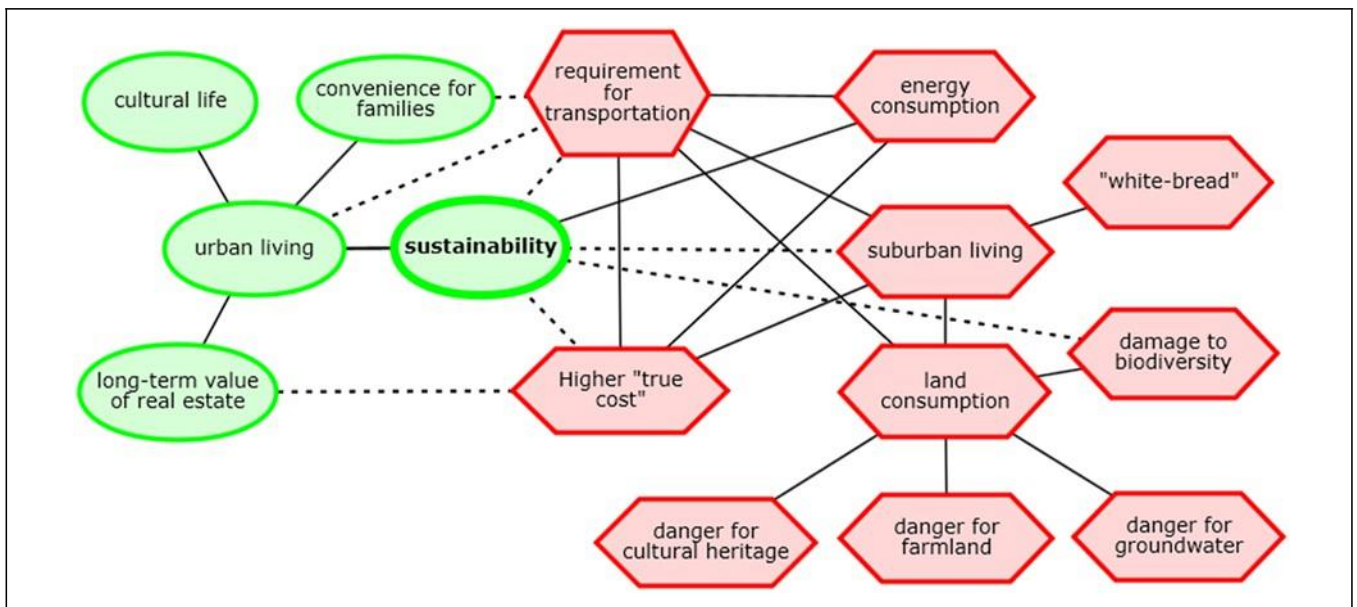 cultural life
convenience for
families
requirement
for
transportation
energy
consumption
"white-bread"
urban living
sustainability
suburban living
long-term value
of real estate
Higher "true
cost"
land
consumption
damage to
biodiversity
danger for
cultural heritage
danger for
farmland
danger for
groundwater